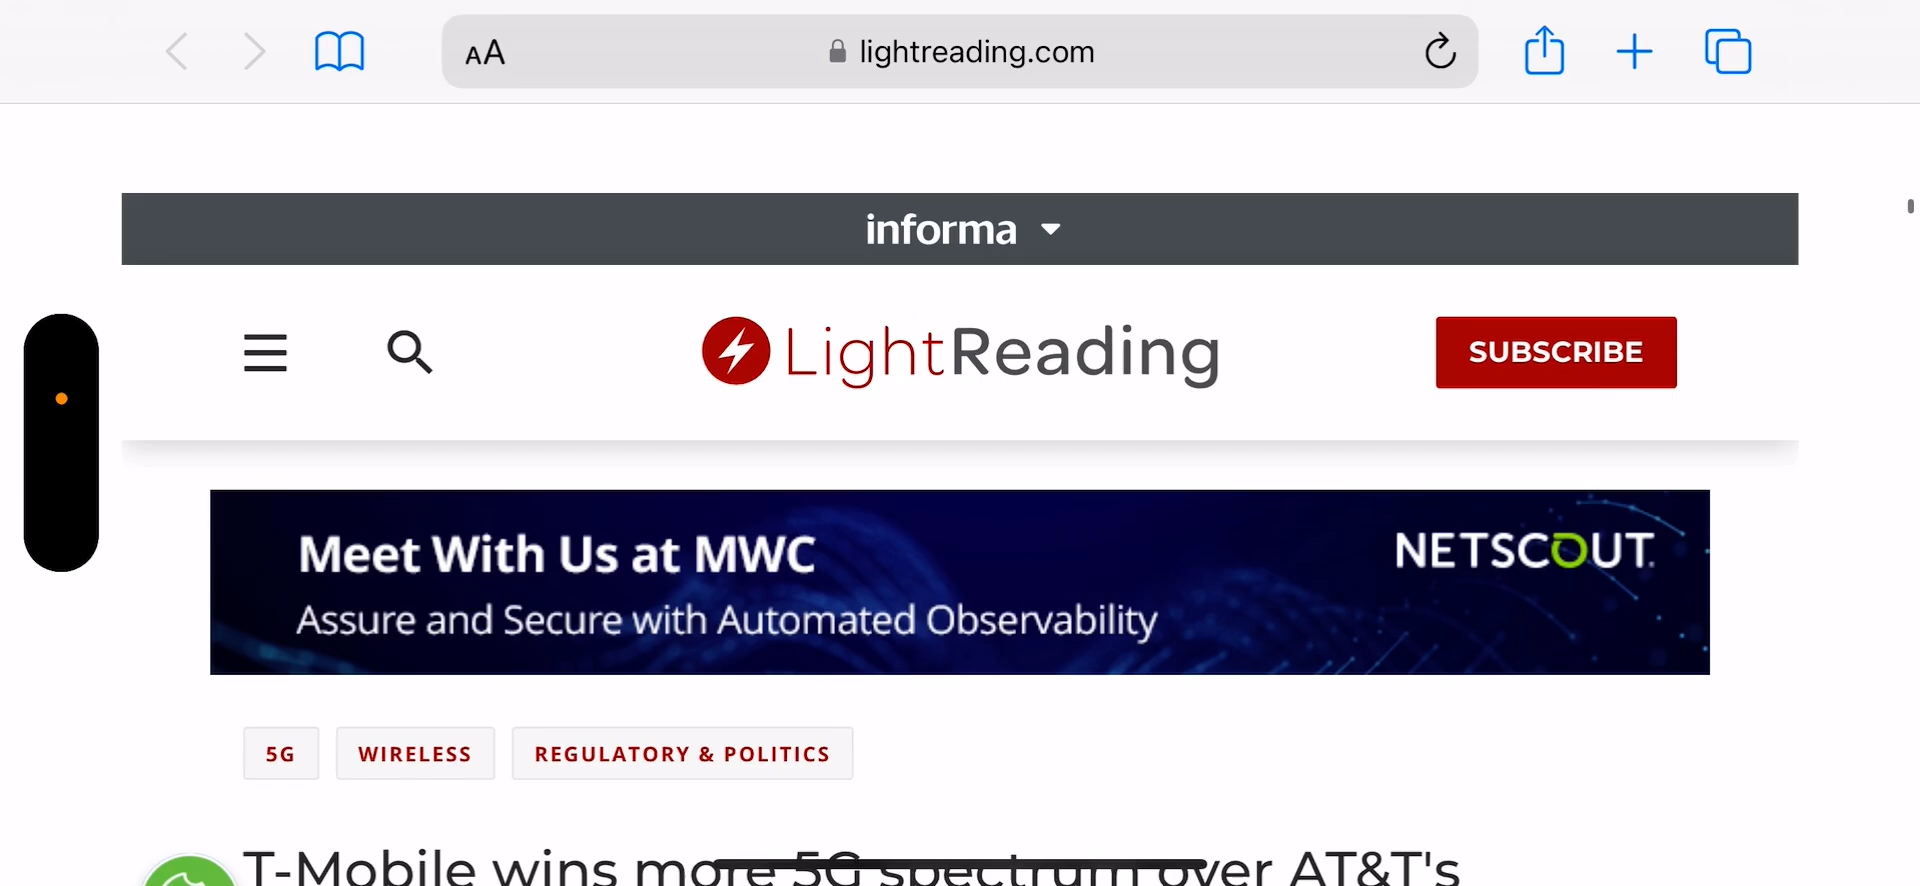 AA
lightreading.com
informa
LightReading
SUBSCRIBE
Meet With Us at MWC
NETSCOUT.
Assure and Secure with Automated Observability
5G
WIRELESS
REGULATORY & POLITICS
T-Mobile wins more 5G spectrum over AT&T's